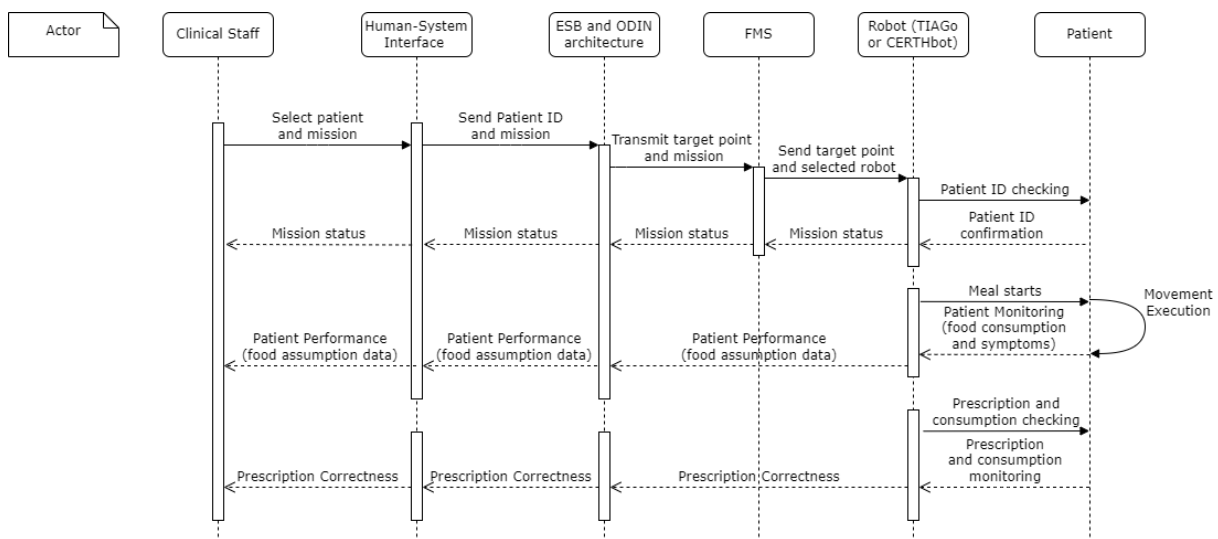 Actor
Clinical Staff
Human-System
Interface
ESB and ODIN
architecture
FMS
Robot (TIAGo
or CERTHbot)
Patient
Select patient
and mission
Send Patient ID
and mission
Transmit target point
and mission
Send target point
and selected robot
Patient ID checking
Patient ID
confirmation
Mission status
Mission status
Mission status
Mission status
Meal starts
Movement
Execution
Patient Monitoring
(food consumption
and symptoms)
Patient Performance
(food assumption data)
Patient Performance
(food assumption data)
Patient Performance
(food assumption data)
Prescription and
consumption checking
Prescription
and consumption
monitoring
Prescription Correctness
Prescription Correctness
Prescription Correctness